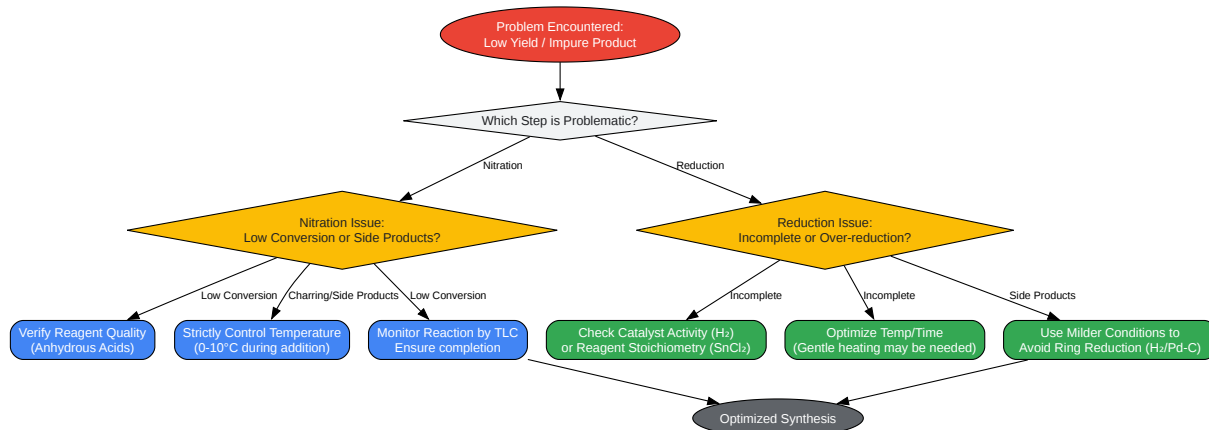 Problem Encountered:
Low Yield / Impure Product
Which Step is Problematic?
Nitration
Reduction
Nitration Issue:
Low Conversion or Side Products?
Reduction Issue:
Incomplete or Over-reduction?
Low Conversion
Charring/Side Products
Low Conversion
Incomplete
Incomplete
Side Products
Verify Reagent Quality
(Anhydrous Acids)
Strictly Control Temperature
(0-10°C during addition)
Monitor Reaction by TLC
Ensure completion
Check Catalyst Activity (H₂)
or Reagent Stoichiometry (SnCl₂)
Optimize Temp/Time
(Gentle heating may be needed)
Use Milder Conditions to
Avoid Ring Reduction (H₂/Pd-C)
Optimized Synthesis